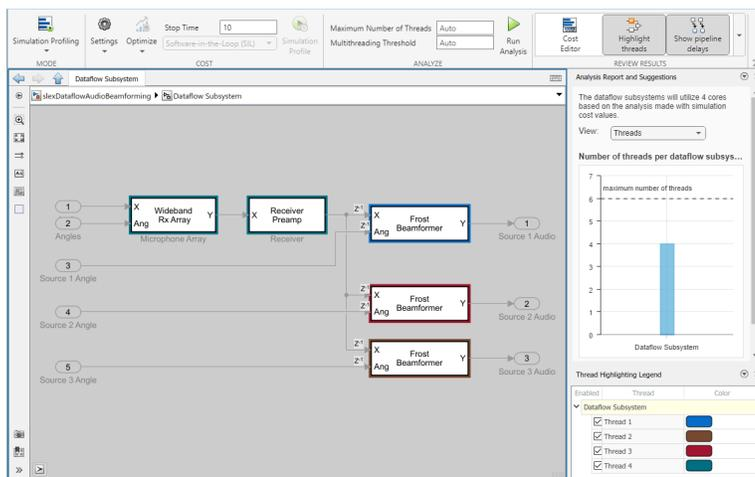 Simulation Profiling
Settings
Optimize
Stop Time 10
Software-in-the-Loop (SIL)
Simulation Profile
Maximum Number of Threads Auto
Multithreading Threshold Auto
Run Analysis
Cost Editor
Highlight threads
Show pipeline delays
MODE COST ANALYZE REVIEW RESULTS
Dataflow Subsystem
slexDataflowAudioBeamforming Dataflow Subsystem
1
2
Angles
X
Ang
Wideband Rx Array
Y
Microphone Array
X
Receiver Preamp
Receiver
Z-1
Z-1
X
Ang
Frost Beamformer
Y
1
Source 1 Audio
3
Source 1 Angle
Z-1
Z-1
X
Ang
Frost Beamformer
Y
2
Source 2 Audio
4
Source 2 Angle
Z-1
Z-1
X
Ang
Frost Beamformer
Y
3
Source 3 Audio
5
Source 3 Angle
Analysis Report and Suggestions
The dataflow subsystems will utilize 4 cores
based on the analysis made with simulation
cost values.
View: Threads
Number of threads per dataflow subsys...
7
maximum number of threads
6
5
4
3
2
1
0
Dataflow Subsystem
Thread Highlighting Legend
Enabled Thread Color
Dataflow Subsystem
Thread 1
Thread 2
Thread 3
Thread 4